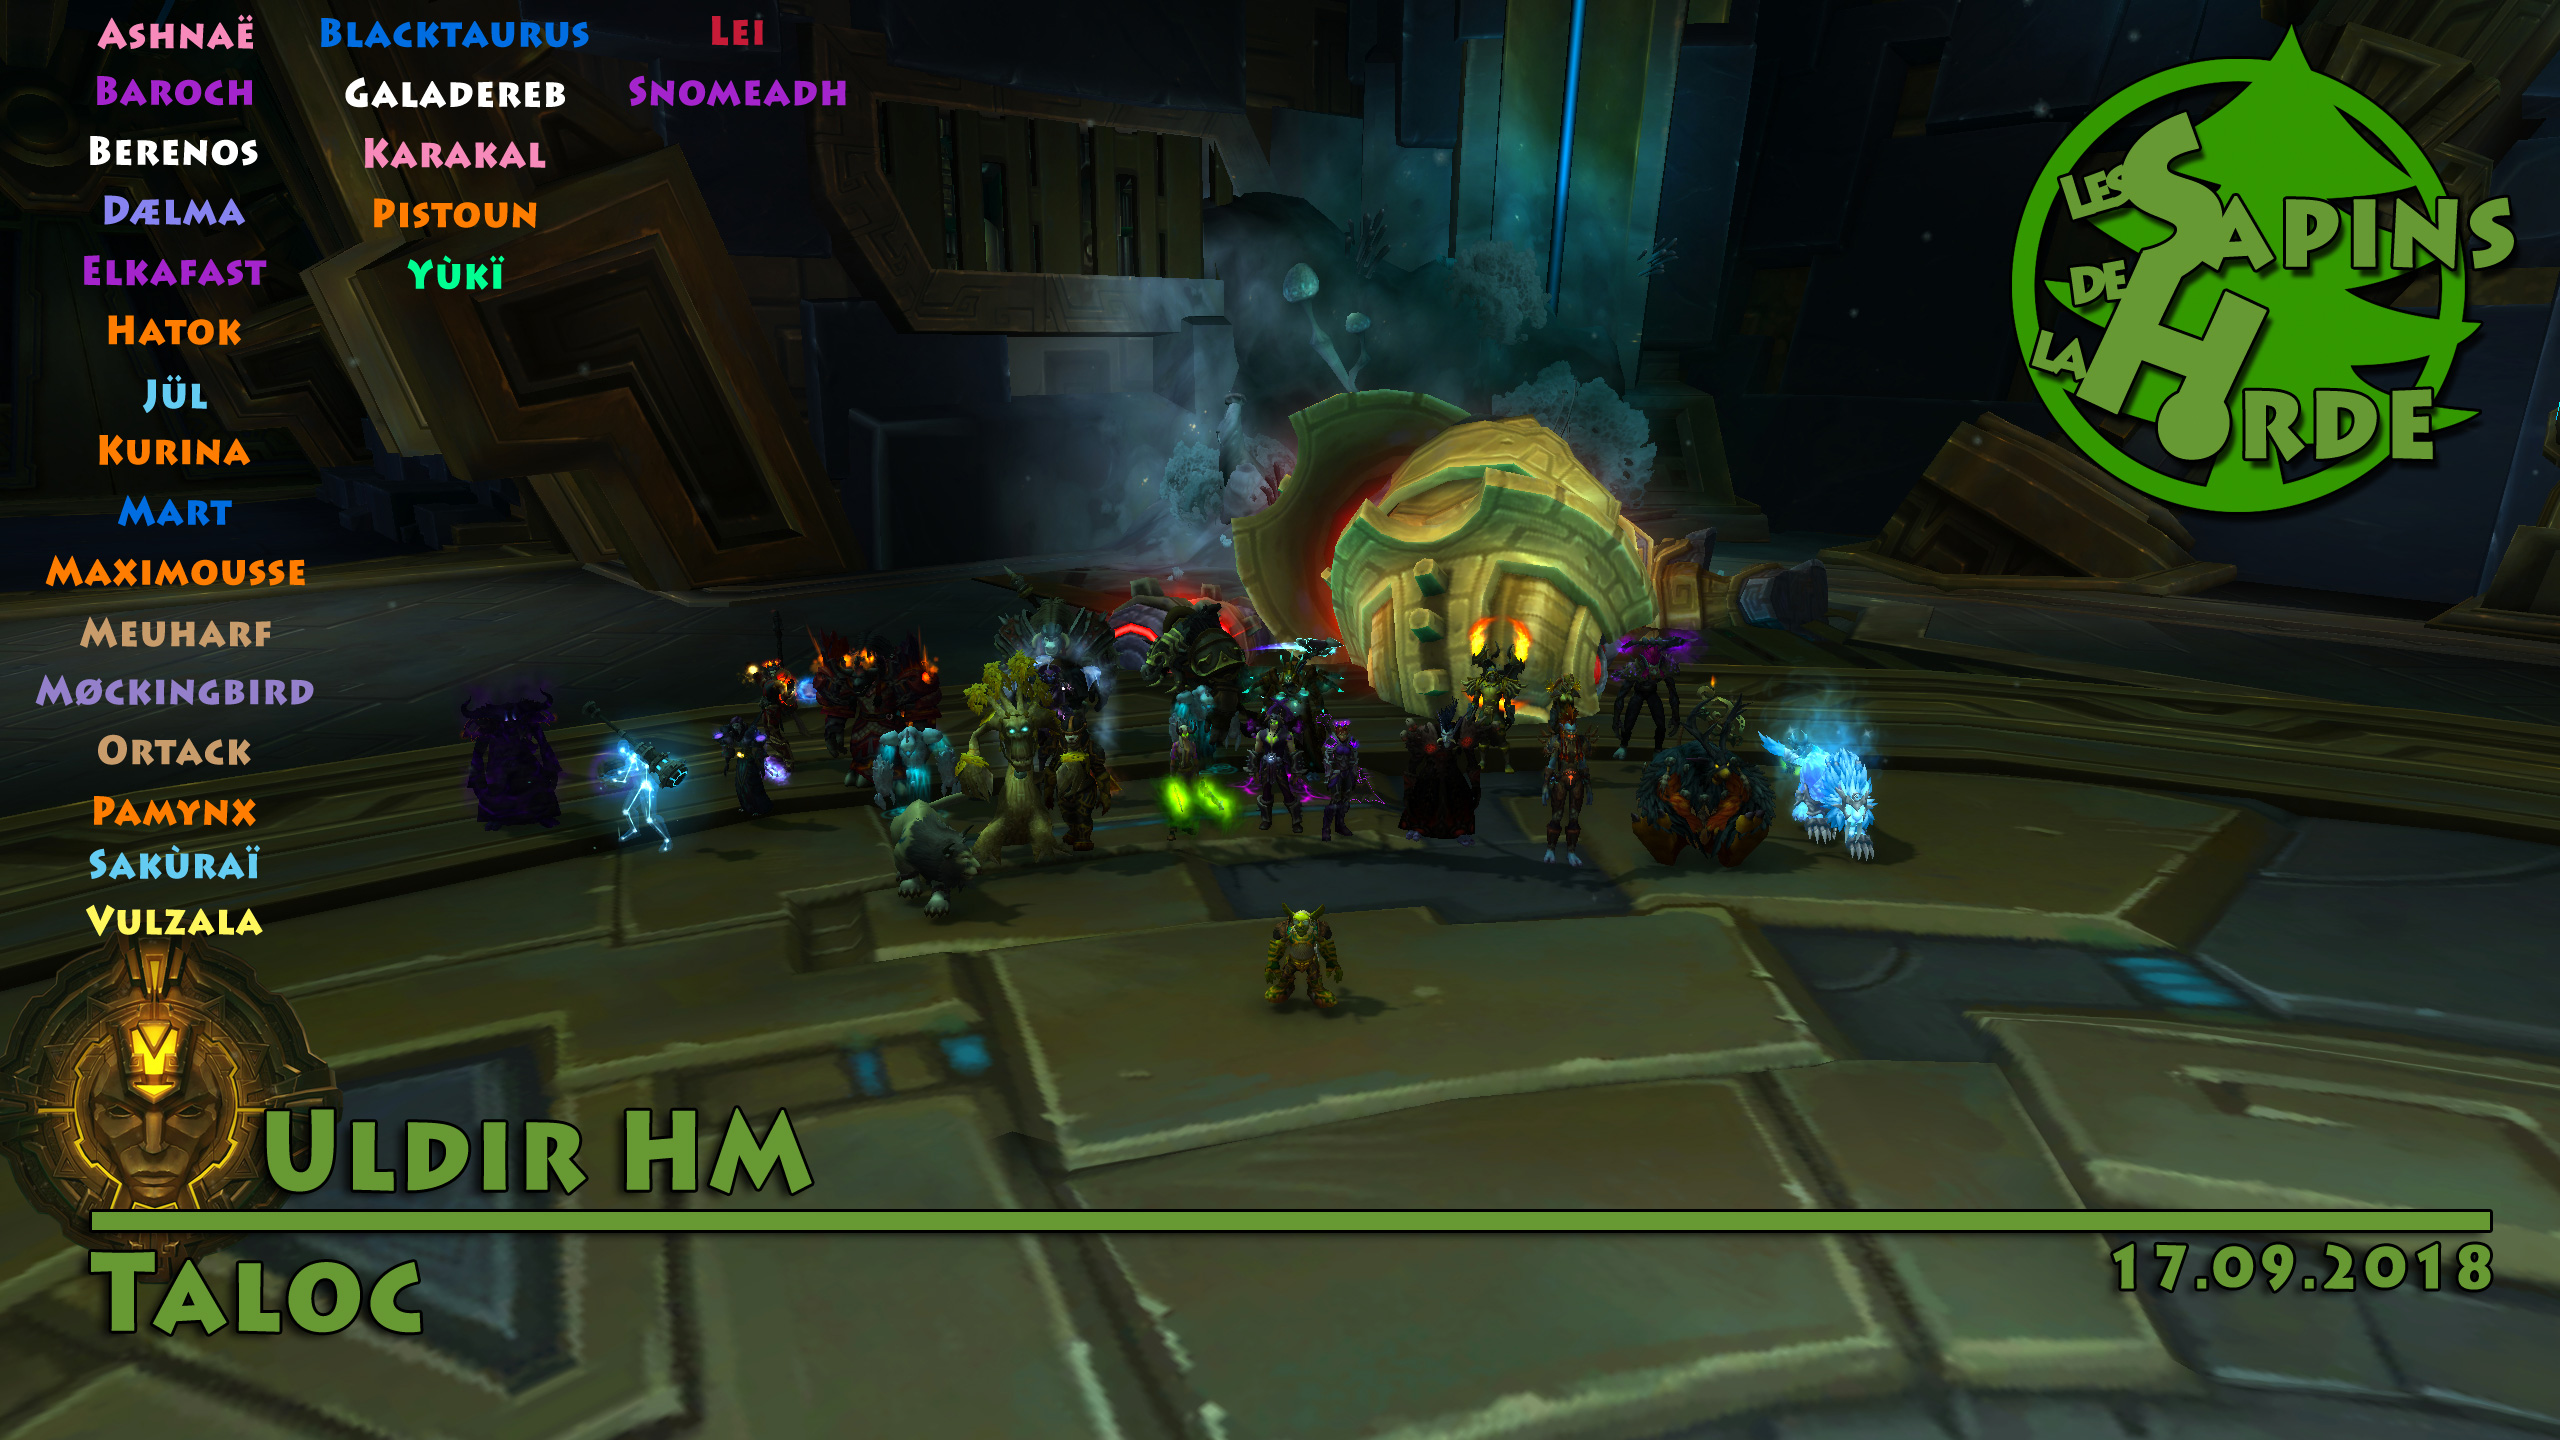 Ashnaë
Baroch
Berenos
Dælma
Elkafast
Hatok
Jül
Kurina
Mart
Maximousse
Meuharf
Møckingbird
Ortack
Pamynx
Sakùraï
Vulzala
Blacktaurus
Galadereb
Karakal
Pistoun
Yùkï
Lei
Snomeadh
Les Sapins
de
la Horde
Uldir HM
Taloc
17.09.2018